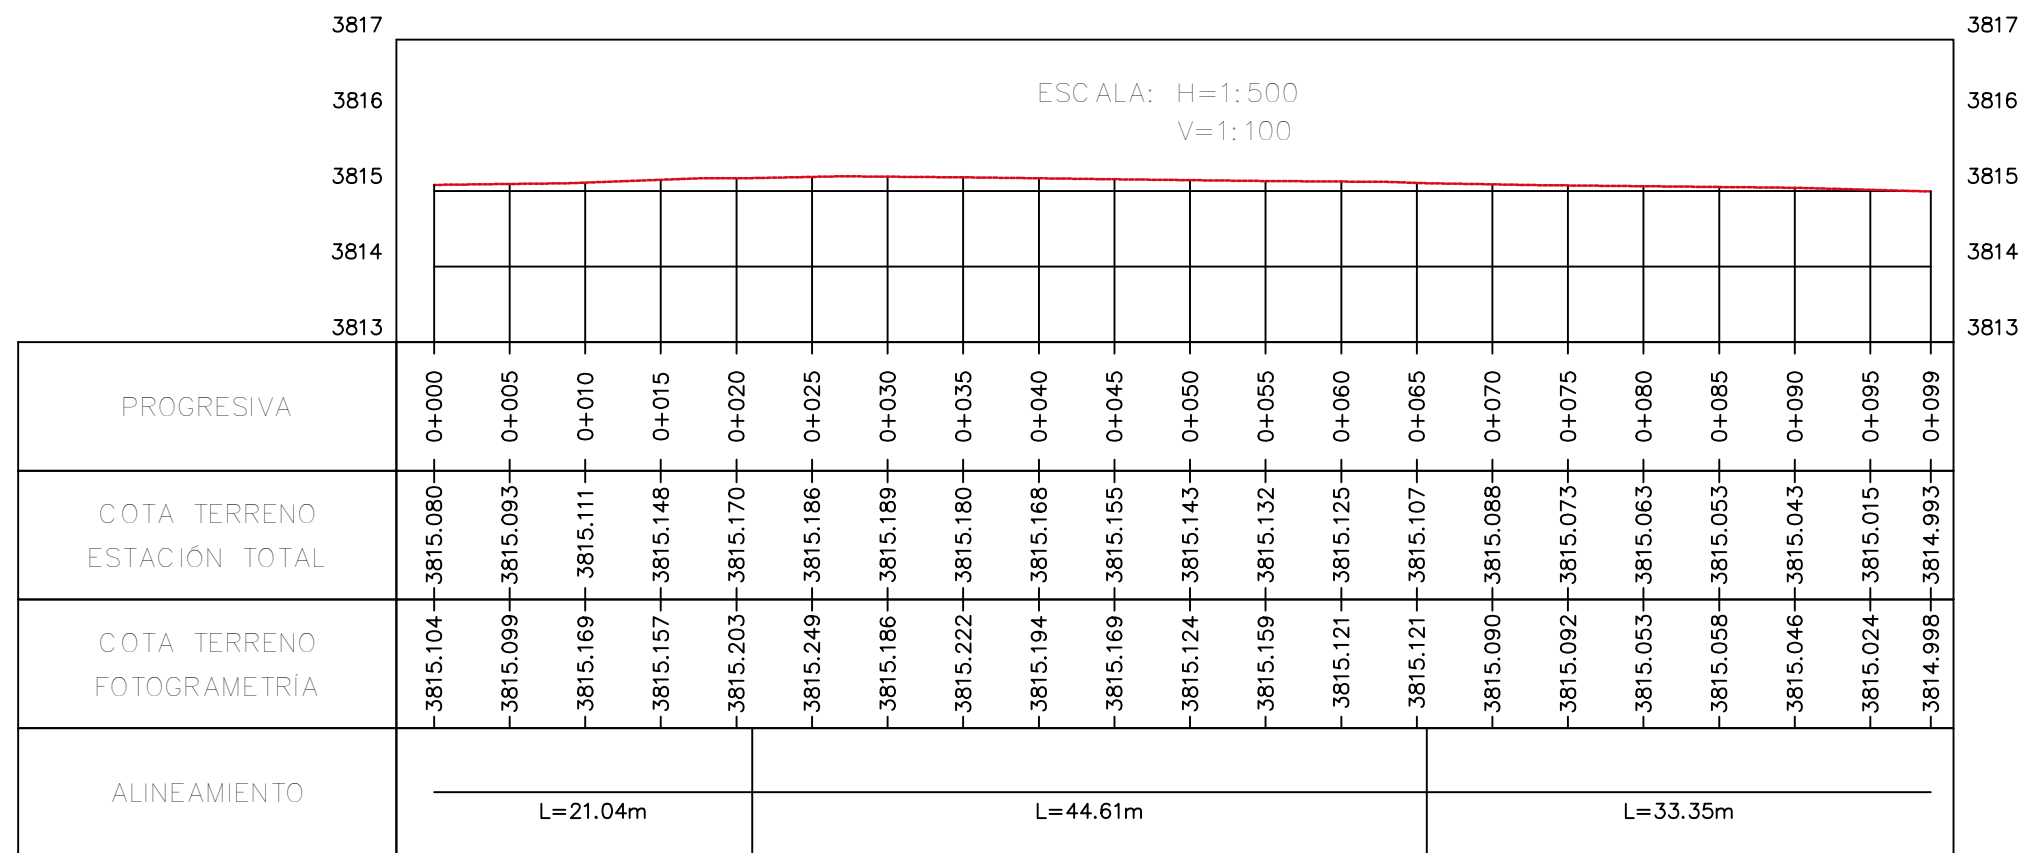 3817 3817
ESCALA: H=1:500
3816 3816
V=1:100
3815 3815
3814 3814
3813 3813
PROGRESIVA 0+000 0+005 0+010 0+015 0+020 0+025 0+030 0+035 0+040 0+045 0+050 0+055 0+060 0+065 0+070 0+075 0+080 0+085 0+090 0+095 0+099
COTA TERRENO
ESTACIÓN TOTAL
3815.080 3815.093 3815.111 3815.148 3815.170 3815.186 3815.189 3815.180 3815.168 3815.155 3815.143 3815.132 3815.125 3815.107 3815.088 3815.073 3815.063 3815.053 3815.043 3815.015 3814.993
COTA TERRENO
FOTOGRAMETRÍA
3815.104 3815.099 3815.169 3815.157 3815.203 3815.249 3815.186 3815.222 3815.194 3815.169 3815.124 3815.159 3815.121 3815.121 3815.090 3815.092 3815.053 3815.058 3815.046 3815.024 3814.998
ALINEAMIENTO
L=21.04m L=44.61m L=33.35m